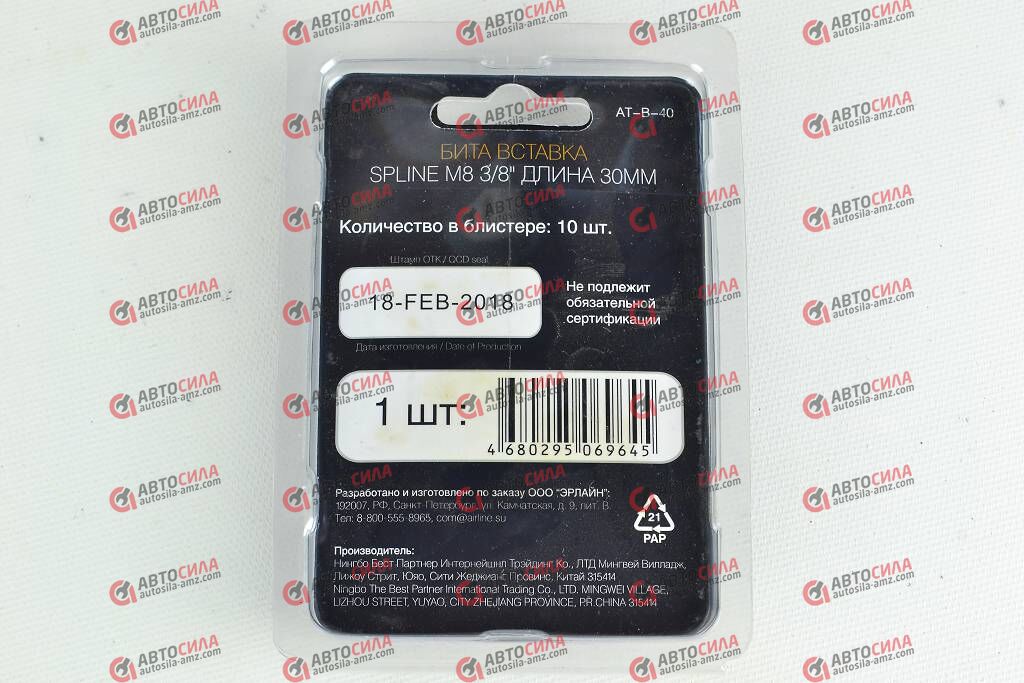 AT-B-40
БИТА ВСТАВКА
SPLINE M8 3/8" ДЛИНА 30ММ
Количество в блистере: 10 шт.
Штамп ОТК / QCD seal
18-FEB-2018
Дата изготовления / Date of Production
Не подлежит
обязательной
сертификации
1 шт:
4 680295 069645
Разработано и изготовлено по заказу ООО "ЭРЛАЙН":
192007, РФ, Санкт-Петербург, ул. Камчатская, д. 9, лит. В.
Тел: 8-800-555-8965, com@airline.su
21
PAP
Производитель:
Нингбо Бест Партнер Интернейшнл Трэйдинг Ко., ЛТД Мингвей Вилладж,
Лижоу Стрит, Юяо, Сити Жеджианг Провинс, Китай 315414
Ningbo The Best Partner International Trading Co., LTD, MINGWEI VILLAGE,
LIZHOU STREET, YUYAO, CITY ZHEJIANG PROVINCE, P.R.CHINA 315414
АВТОСИЛА
autosila-amz.com